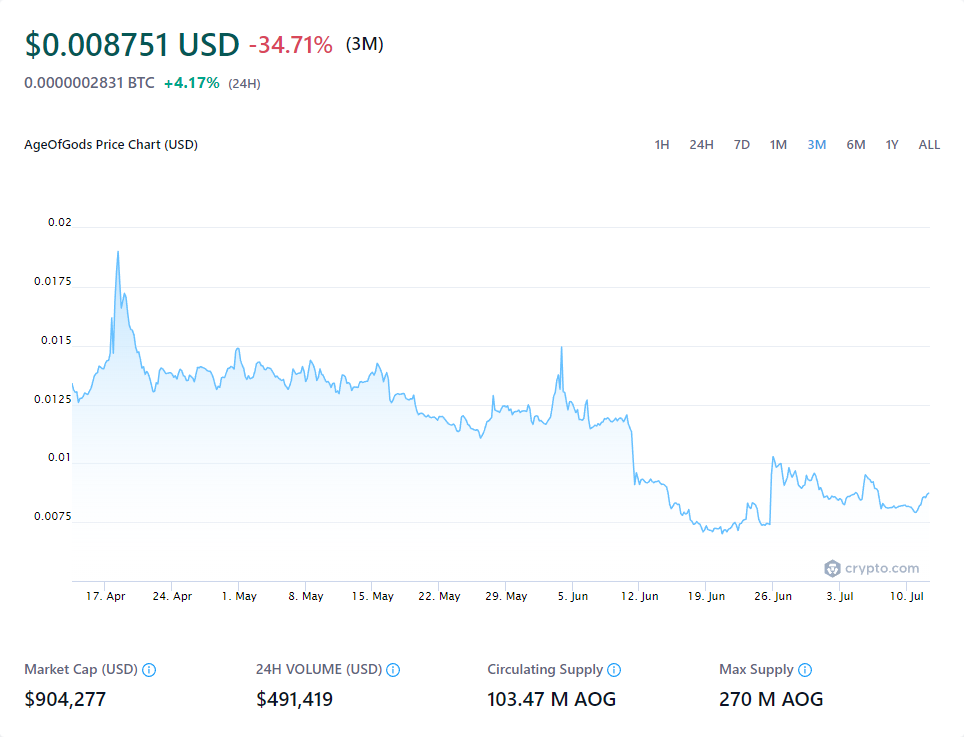 $0.008751 USD -34.71% (3M)
0.0000002831 BTC +4.17% (24H)
AgeOfGods Price Chart (USD) 1H 24H 7D 1M 3M 6M 1Y ALL
0.02
0.0175
0.015
0.0125
0.01
0.0075
crypto.com
17. Apr 24. Apr 1. May 8. May 15. May 22. May 29. May 5. Jun 12. Jun 19. Jun 26. Jun 3. Jul 10. Jul
Market Cap (USD) 24H VOLUME (USD) Circulating Supply Max Supply
$904,277 $491,419 103.47 M AOG 270 M AOG